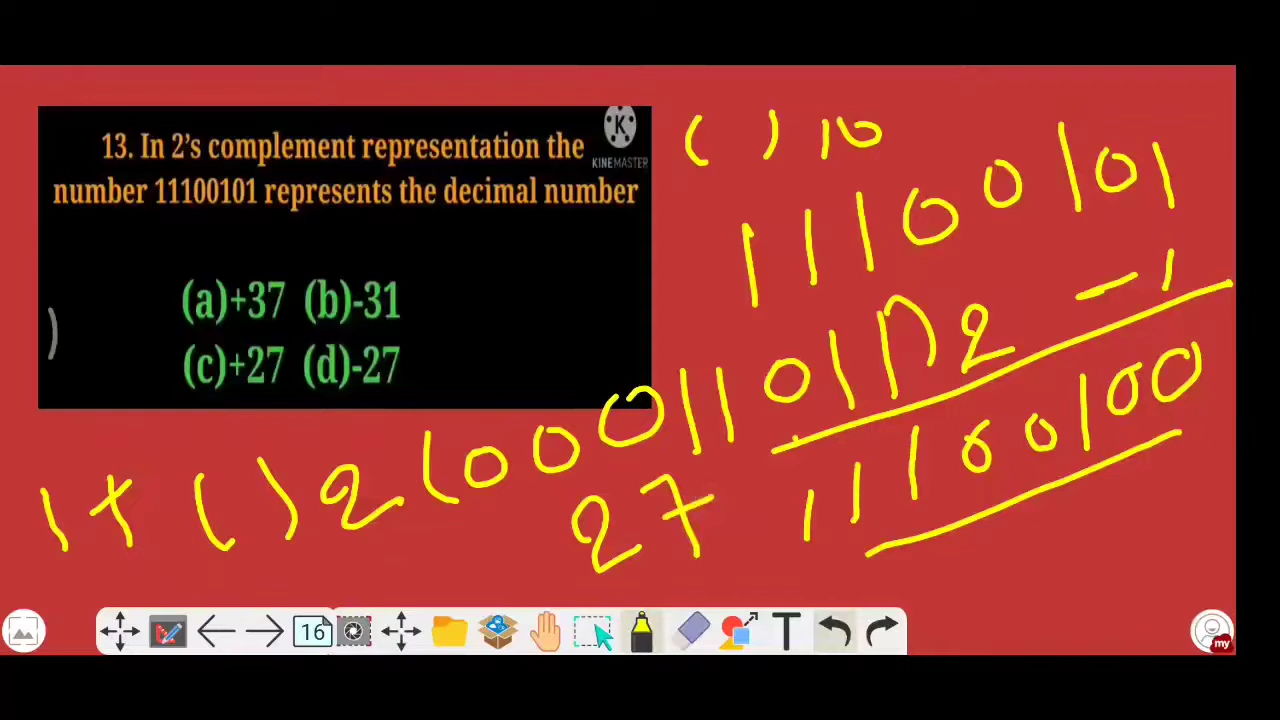 13. In 2's complement representation the
number 11100101 represents the decimal number
(a)+37 (b)-31
(c)+27 (d)-27
KINEMASTER
( ) 10
11100101
- 1
11100100
1 + ( ) 2 (00011011)2
27
)
16
T
my